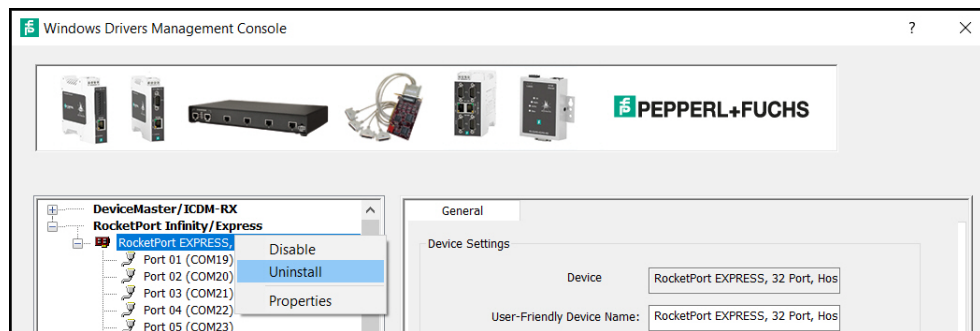 Windows Drivers Management Console
?
PEPPERL+FUCHS
DeviceMaster/ICDM-RX
RocketPort Infinity/Express
RocketPort EXPRESS,
Port 01 (COM19)
Port 02 (COM20)
Port 03 (COM21)
Port 04 (COM22)
Port 05 (COM23)
Disable
Uninstall
Properties
General
Device Settings
Device
RocketPort EXPRESS, 32 Port, Hos
User-Friendly Device Name:
RocketPort EXPRESS, 32 Port, Hos